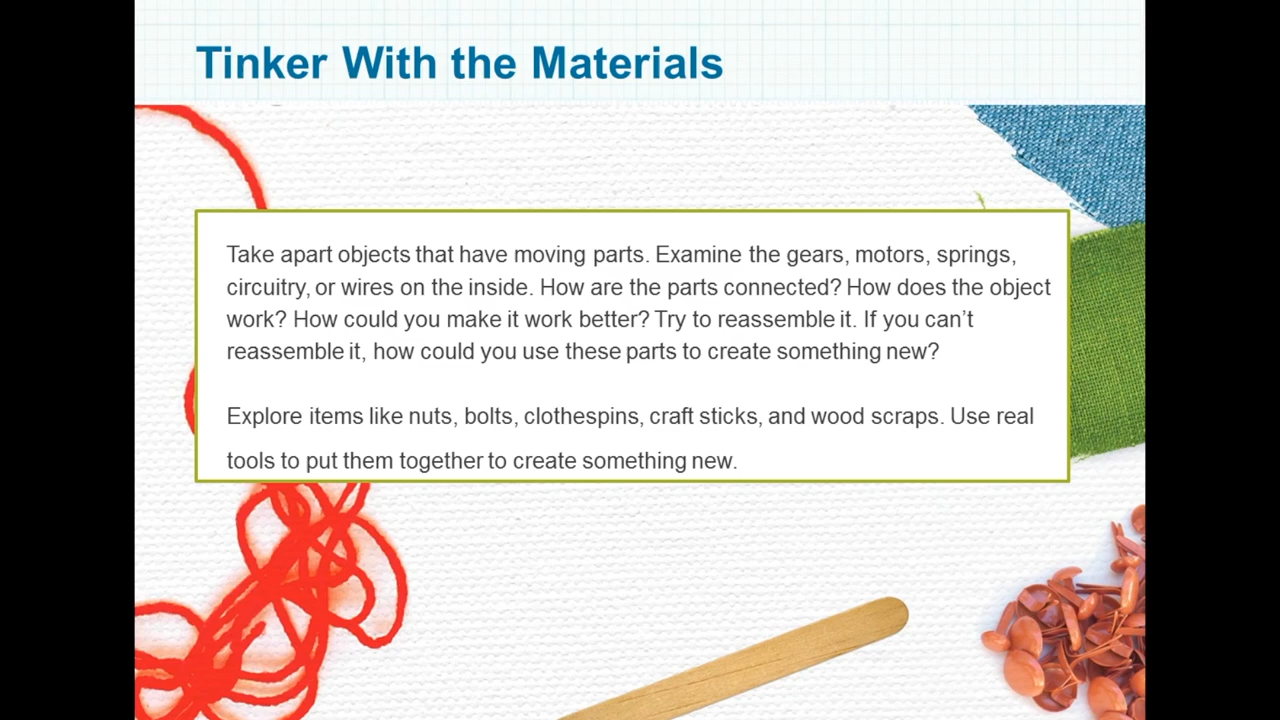 Tinker With the Materials
Take apart objects that have moving parts. Examine the gears, motors, springs,
circuitry, or wires on the inside. How are the parts connected? How does the object
work? How could you make it work better? Try to reassemble it. If you can’t
reassemble it, how could you use these parts to create something new?
Explore items like nuts, bolts, clothespins, craft sticks, and wood scraps. Use real
tools to put them together to create something new.